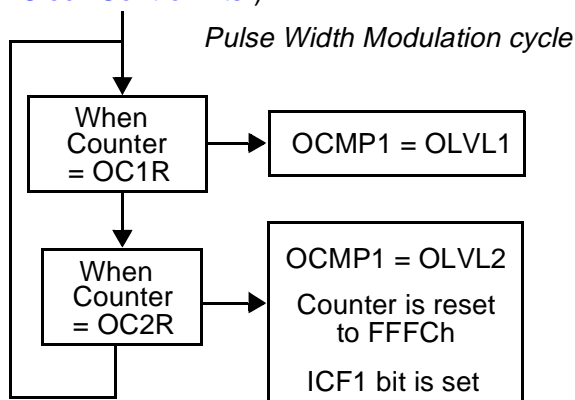 Pulse Width Modulation cycle
When
Counter
= OC1R
OCMP1 = OLVL1
When
Counter
= OC2R
OCMP1 = OLVL2
Counter is reset
to FFFCh
ICF1 bit is set